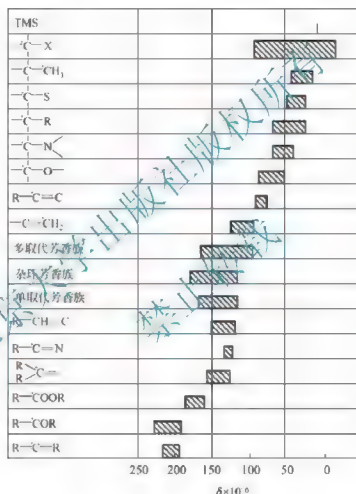 TMS
C—X
C—CH3
C—S
C—R
C—N
C—O—
R—C=C
—C=CH2
多取代芳香族
杂环芳香族
单取代芳香族
R—CH=C
R—C=N
R
R C=
R—COOR
R—COR
R—C—R
250 200 150 100 50 0
δ×10⁻⁶